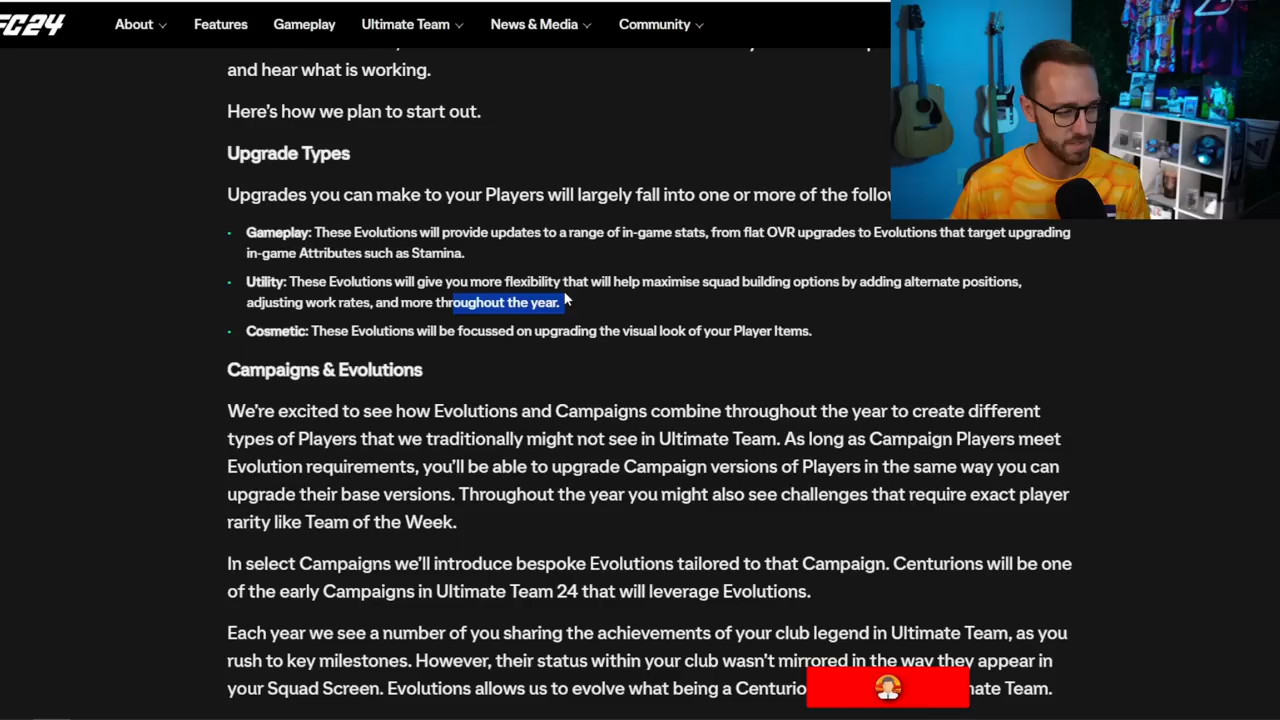 FC24 About Features Gameplay Ultimate Team News & Media Community
and hear what is working.
Here's how we plan to start out.
Upgrade Types
Upgrades you can make to your Players will largely fall into one or more of the follow
• Gameplay: These Evolutions will provide updates to a range of in-game stats, from flat OVR upgrades to Evolutions that target upgrading
in-game Attributes such as Stamina.
• Utility: These Evolutions will give you more flexibility that will help maximise squad building options by adding alternate positions,
adjusting work rates, and more throughout the year.
• Cosmetic: These Evolutions will be focussed on upgrading the visual look of your Player Items.
Campaigns & Evolutions
We're excited to see how Evolutions and Campaigns combine throughout the year to create different
types of Players that we traditionally might not see in Ultimate Team. As long as Campaign Players meet
Evolution requirements, you'll be able to upgrade Campaign versions of Players in the same way you can
upgrade their base versions. Throughout the year you might also see challenges that require exact player
rarity like Team of the Week.
In select Campaigns we'll introduce bespoke Evolutions tailored to that Campaign. Centurions will be one
of the early Campaigns in Ultimate Team 24 that will leverage Evolutions.
Each year we see a number of you sharing the achievements of your club legend in Ultimate Team, as you
rush to key milestones. However, their status within your club wasn't mirrored in the way they appear in
your Squad Screen. Evolutions allows us to evolve what being a Centurio mate Team.